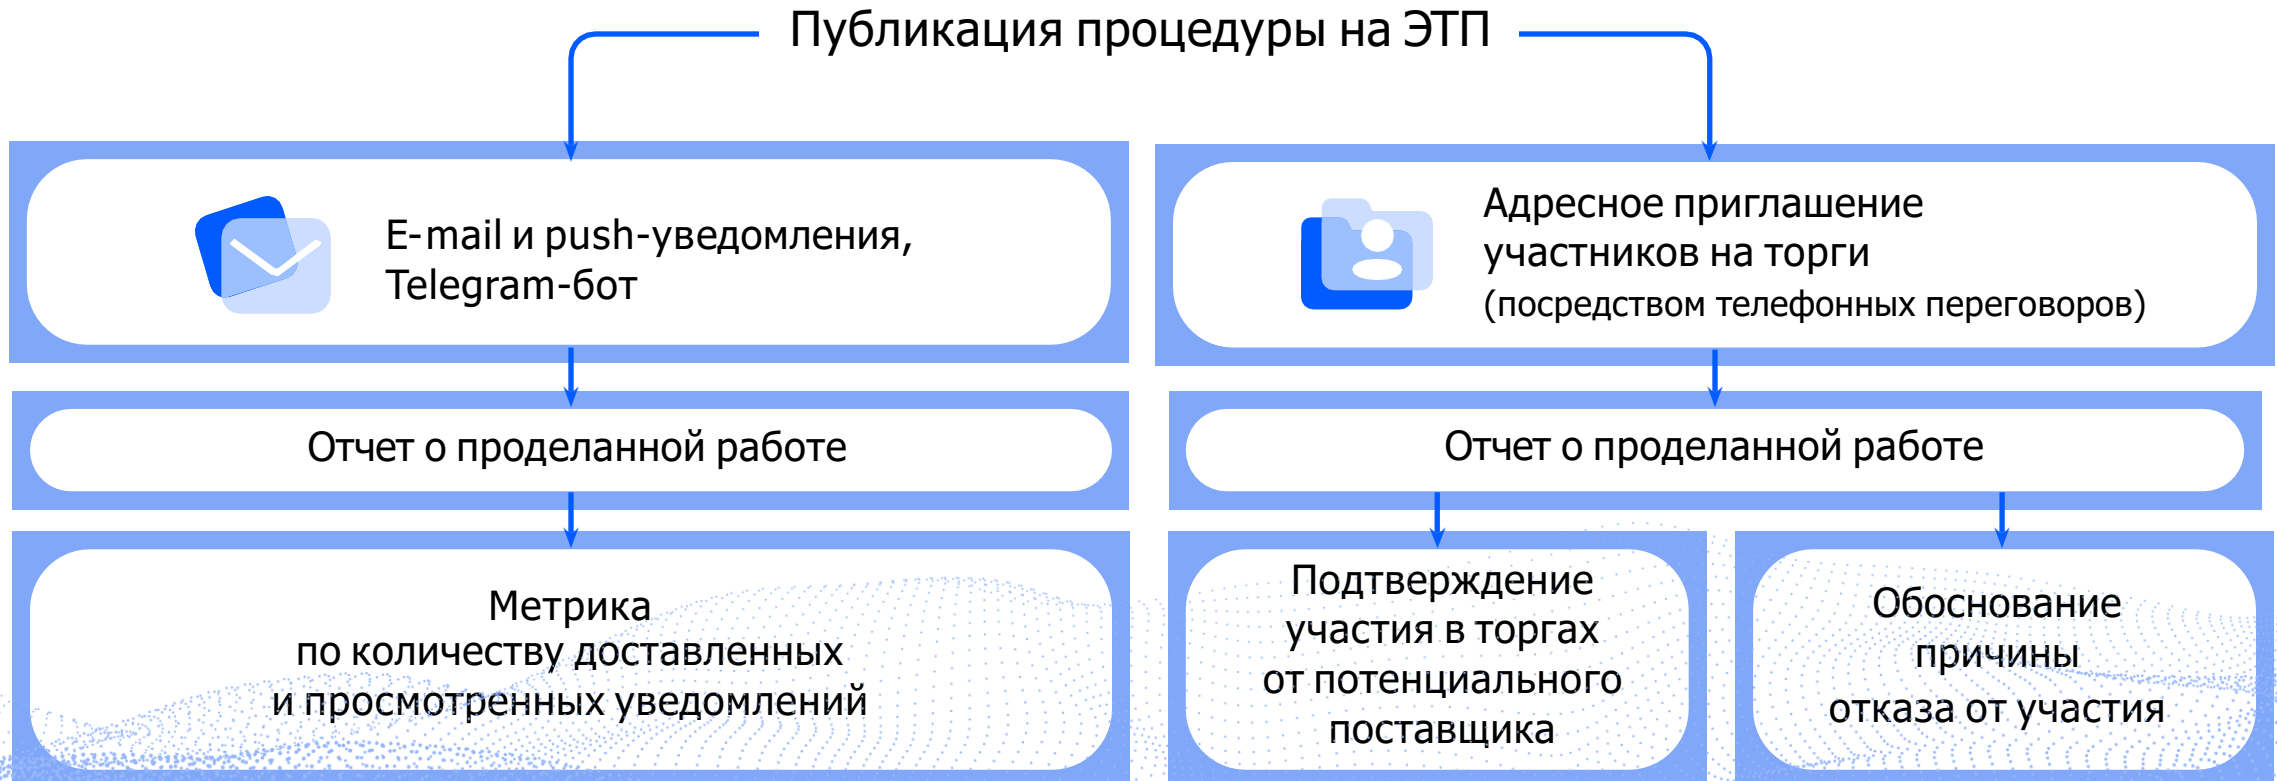 Публикация процедуры на ЭТП
E-mail и push-уведомления,
Telegram-бот
Адресное приглашение
участников на торги
(посредством телефонных переговоров)
Отчет о проделанной работе
Отчет о проделанной работе
Метрика
по количеству доставленных
и просмотренных уведомлений
Подтверждение
участия в торгах
от потенциального
поставщика
Обоснование
причины
отказа от участия